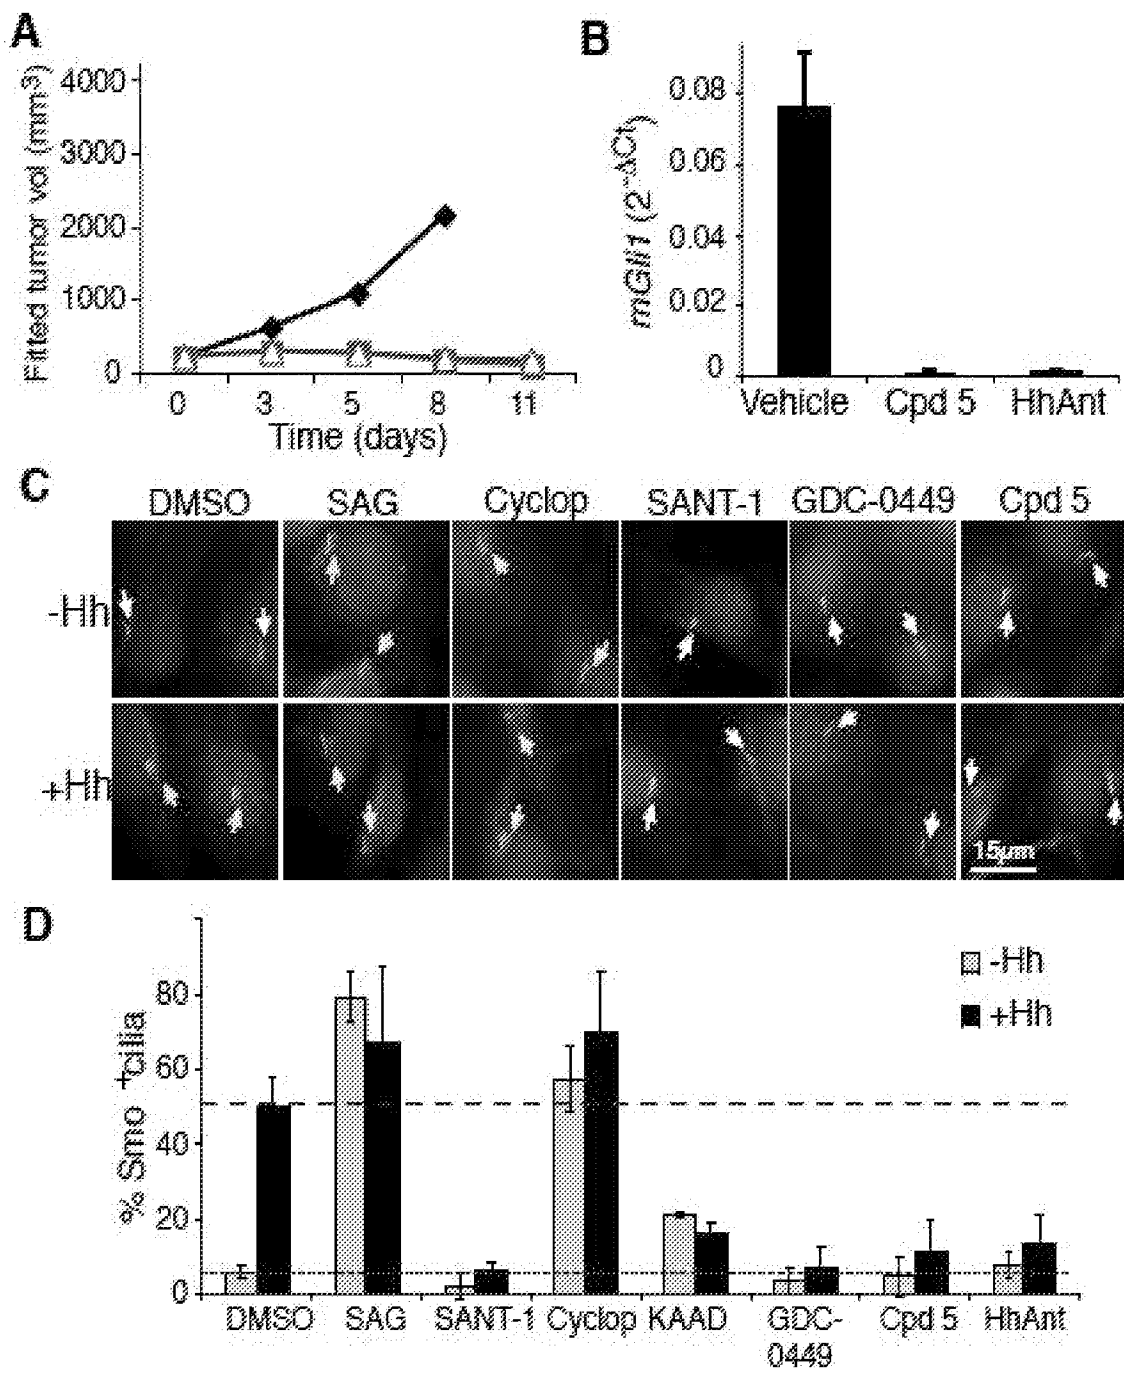 A
Fitted tumor vol (mm3)
4000
3000
2000
1000
0
0 3 5 8 11
Time (days)
B
mGli1 (2-ΔCt)
0.08
0.06
0.04
0.02
0
Vehicle Cpd 5 HhAnt
C
DMSO SAG Cyclop SANT-1 GDC-0449 Cpd 5
-Hh
+Hh
15µm
D
% Smo +cilia
80
60
40
20
0
-Hh
+Hh
DMSO SAG SANT-1 Cyclop KAAD GDC- Cpd 5 HhAnt
0449